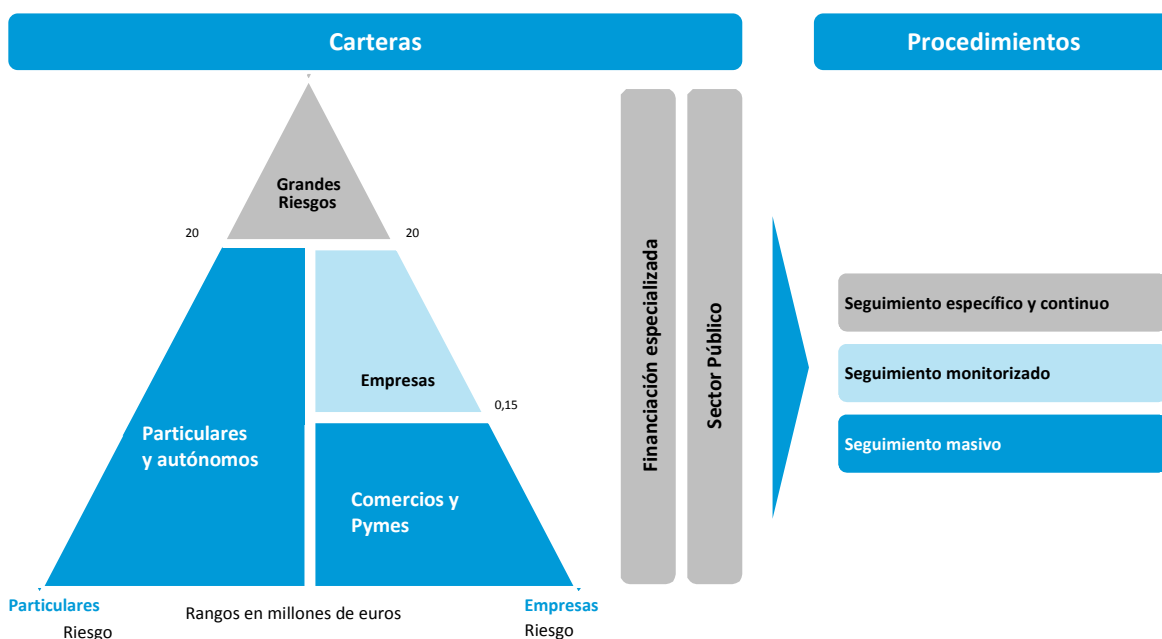 Carteras
Procedimientos
Grandes
Riesgos
20
20
Empresas
0,15
Particulares
y autónomos
Comercios y
Pymes
Particulares
Riesgo
Rangos en millones de euros
Empresas
Riesgo
Financiación especializada
Sector Público
Seguimiento específico y continuo
Seguimiento monitorizado
Seguimiento masivo